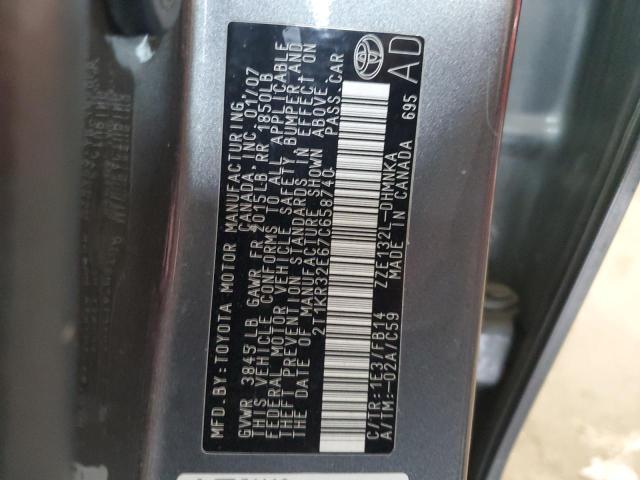 MFD.BY:TOYOTA MOTOR MANUFACTURING
CANADA, INC. 01/07
GVWR 3845LB GAWR FR 2015LB RR 1850LB
THIS VEHICLE CONFORMS TO ALL APPLICABLE
FEDERAL MOTOR VEHICLE SAFETY BUMPER AND
THEFT PREVENTION STANDARDS IN EFFECT ON
THE DATE OF MANUFACTURE SHOWN ABOVE.
2T1KR32E67C658740 PASS.CAR
C/TR:1E3/FB14 ZZE132L-DHMNKA
A/TM:-02A/C59 MADE IN CANADA 695
AD